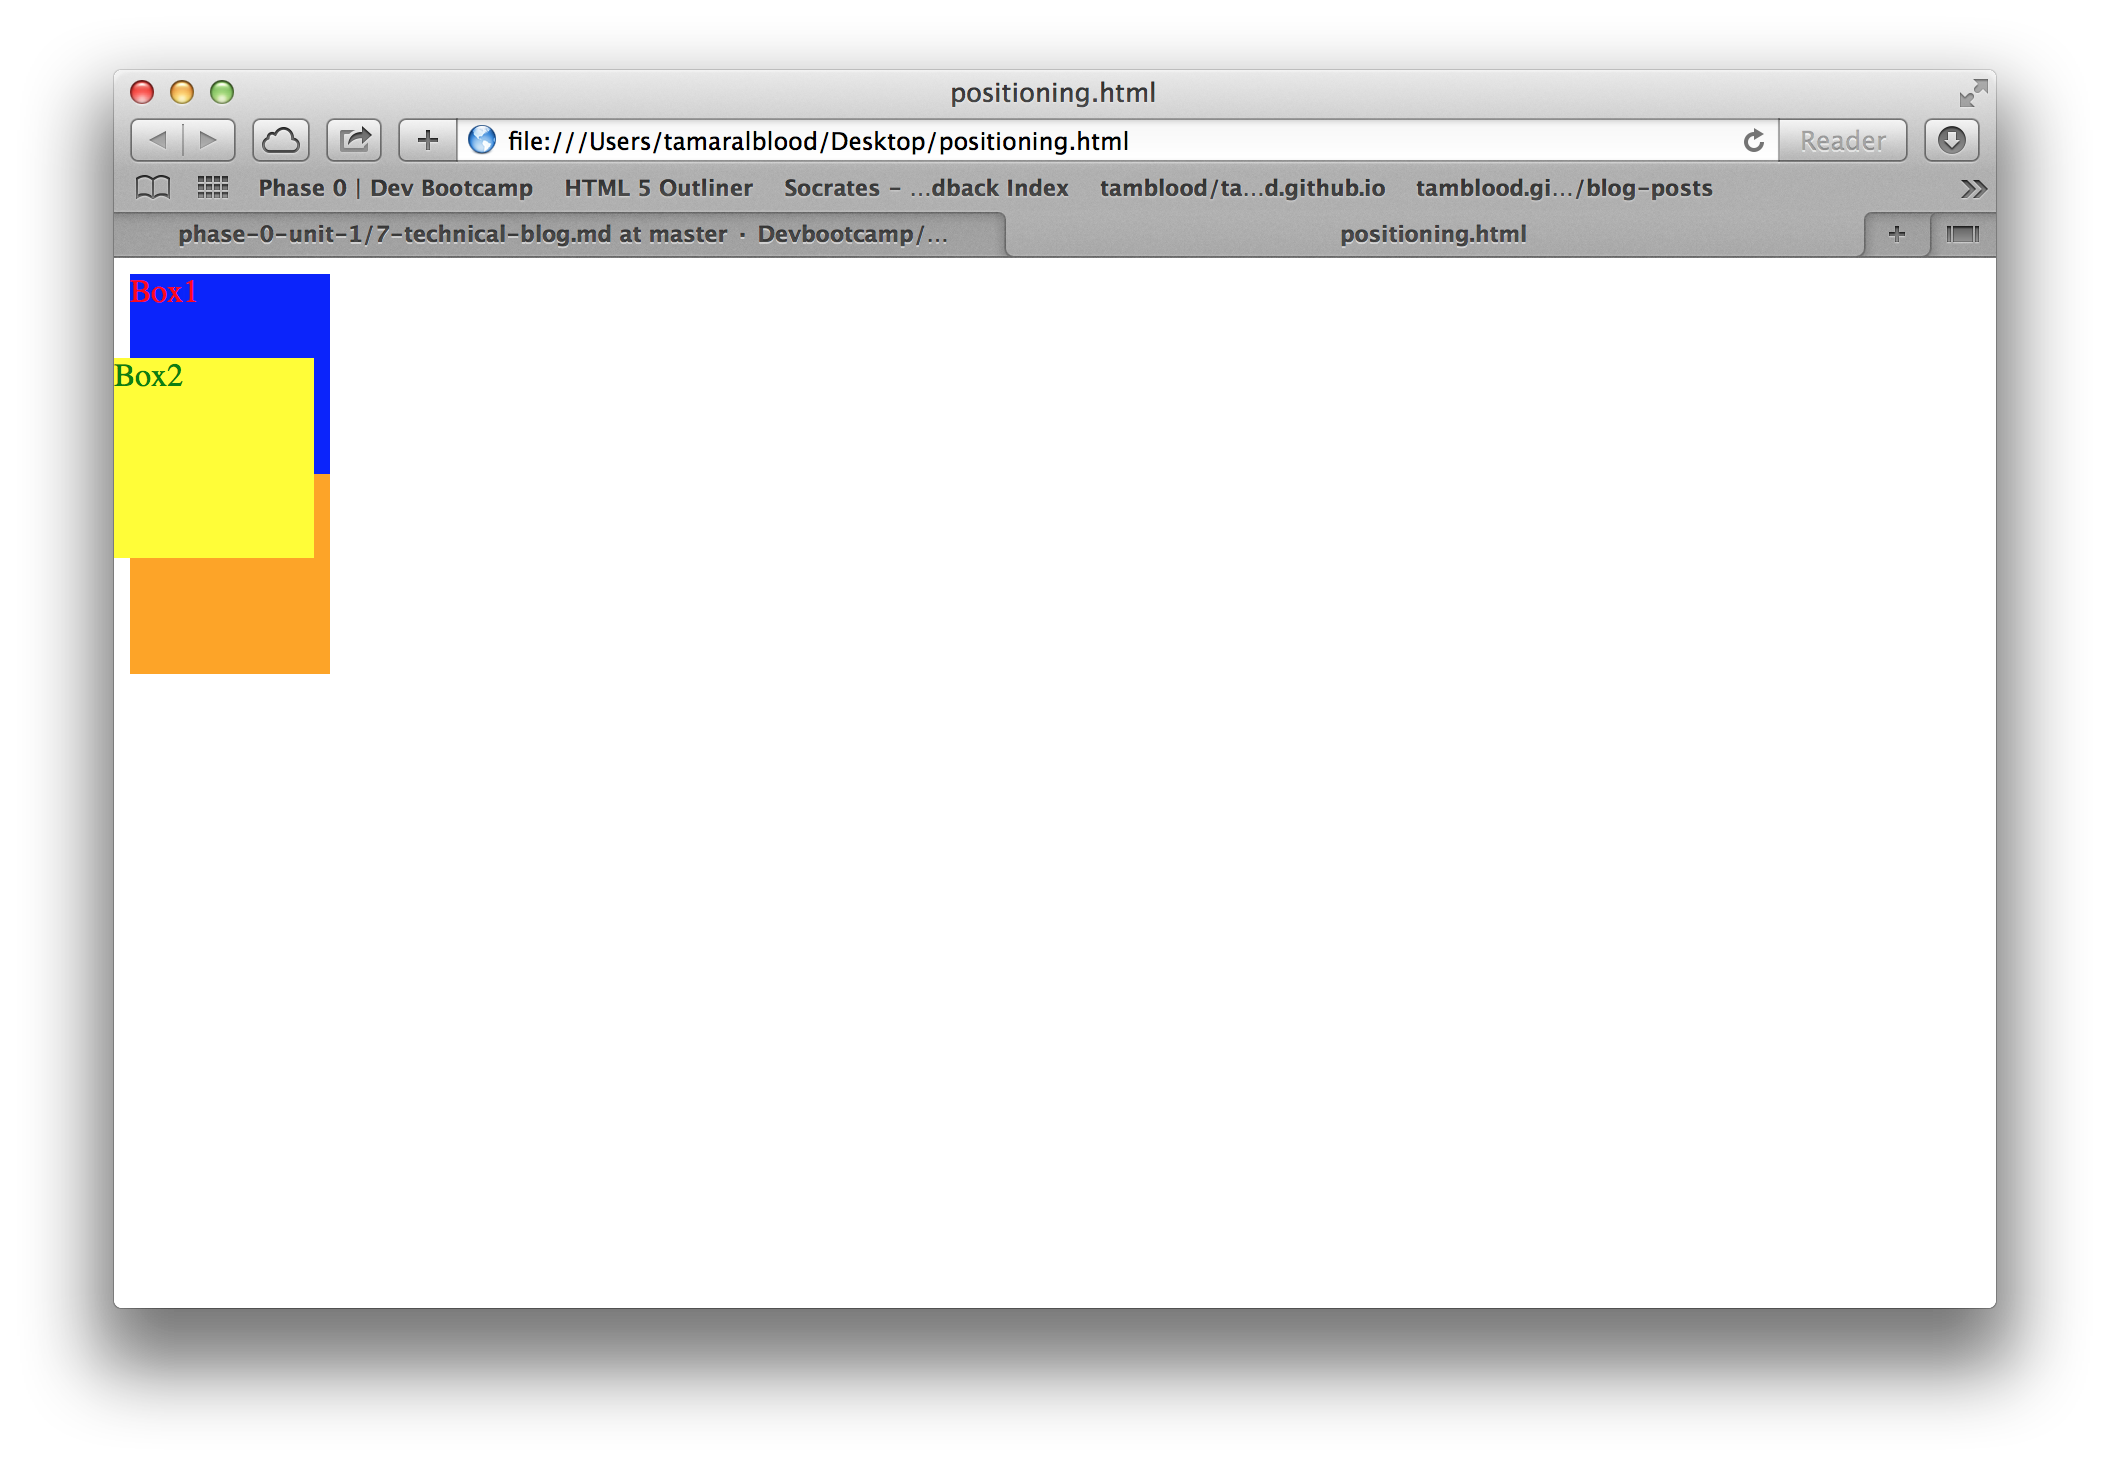 positioning.html
file:///Users/tamaralblood/Desktop/positioning.html
Reader
Phase 0 | Dev Bootcamp HTML 5 Outliner Socrates - ...dback Index tamblood/ta...d.github.io tamblood.gi.../blog-posts
phase-0-unit-1/7-technical-blog.md at master · Devbootcamp/... positioning.html
Box1
Box2